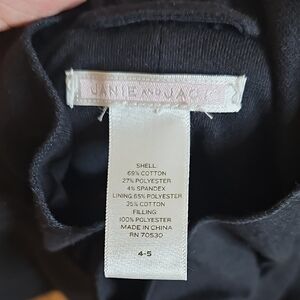 JANIE AND JACK
SHELL
69% COTTON
27% POLYESTER
4% SPANDEX
LINING 65% POLYESTER
35% COTTON
FILLING
100% POLYESTER
MADE IN CHINA
RN 70530
4-5